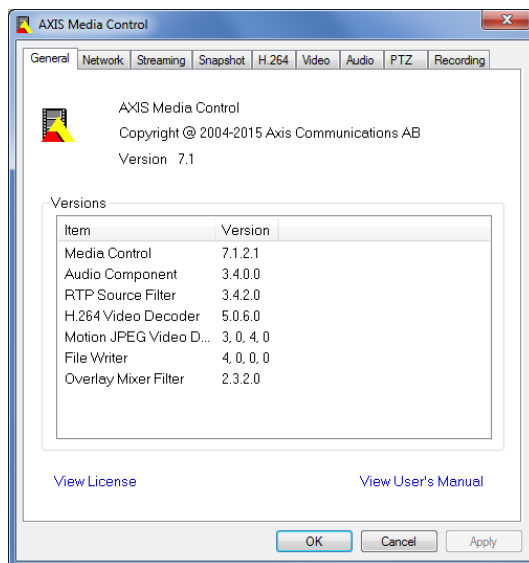 AXIS Media Control
General Network Streaming Snapshot H.264 Video Audio PTZ Recording
AXIS Media Control
Copyright @ 2004-2015 Axis Communications AB
Version 7.1
Versions
Item Version
Media Control 7.1.2.1
Audio Component 3.4.0.0
RTP Source Filter 3.4.2.0
H.264 Video Decoder 5.0.6.0
Motion JPEG Video D... 3, 0, 4, 0
File Writer 4, 0, 0, 0
Overlay Mixer Filter 2.3.2.0
View License View User's Manual
OK Cancel Apply